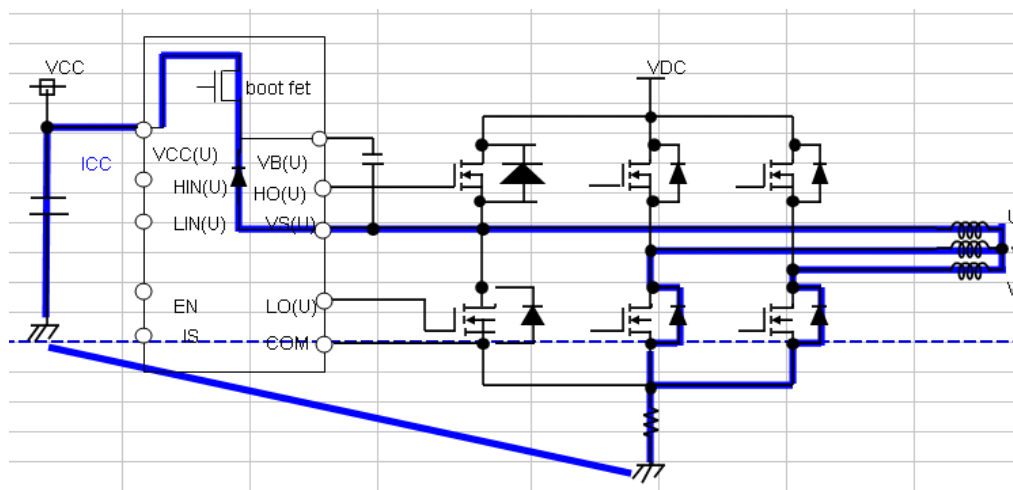 VCC
VDC
boot fet
ICC
VCC(U)
VB(U)
HIN(U)
HO(U)
LIN(U)
VS(U)
U
EN
LO(U)
IS
COM